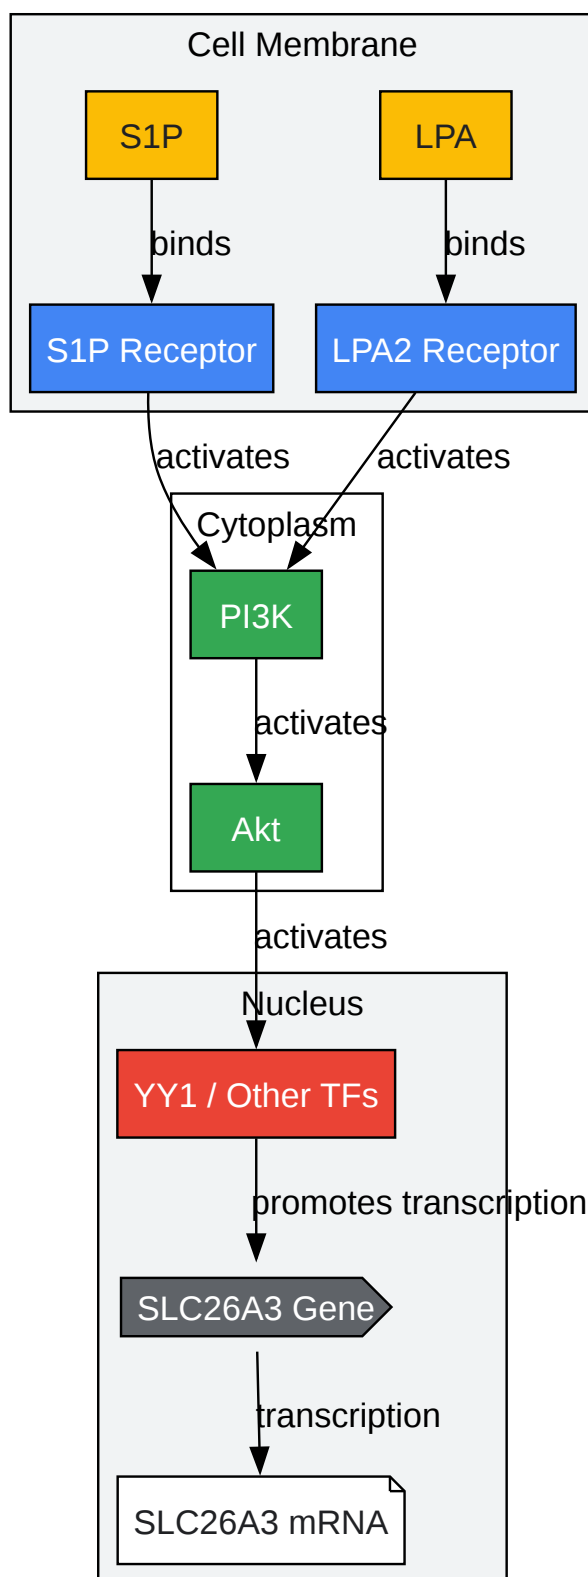 Cell Membrane
S1P
LPA
binds
binds
S1P Receptor
LPA2 Receptor
activates
activates
Cytoplasm
PI3K
activates
Akt
activates
Nucleus
YY1 / Other TFs
promotes transcription
SLC26A3 Gene
transcription
SLC26A3 mRNA